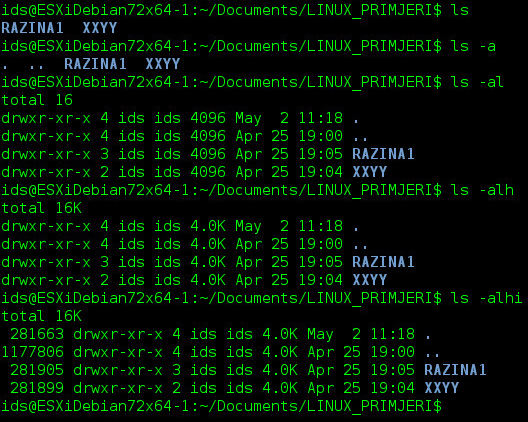 ids@ESXiDebian72x64-1:~/Documents/LINUX_PRIMJERI$ ls
RAZINA1  XXYY
ids@ESXiDebian72x64-1:~/Documents/LINUX_PRIMJERI$ ls -a
.  ..  RAZINA1  XXYY
ids@ESXiDebian72x64-1:~/Documents/LINUX_PRIMJERI$ ls -al
total 16
drwxr-xr-x 4 ids ids 4096 May  2 11:18 .
drwxr-xr-x 4 ids ids 4096 Apr 25 19:00 ..
drwxr-xr-x 3 ids ids 4096 Apr 25 19:05 RAZINA1
drwxr-xr-x 2 ids ids 4096 Apr 25 19:04 XXYY
ids@ESXiDebian72x64-1:~/Documents/LINUX_PRIMJERI$ ls -alh
total 16K
drwxr-xr-x 4 ids ids 4.0K May  2 11:18 .
drwxr-xr-x 4 ids ids 4.0K Apr 25 19:00 ..
drwxr-xr-x 3 ids ids 4.0K Apr 25 19:05 RAZINA1
drwxr-xr-x 2 ids ids 4.0K Apr 25 19:04 XXYY
ids@ESXiDebian72x64-1:~/Documents/LINUX_PRIMJERI$ ls -alhi
total 16K
 281663 drwxr-xr-x 4 ids ids 4.0K May  2 11:18 .
1177806 drwxr-xr-x 4 ids ids 4.0K Apr 25 19:00 ..
 281905 drwxr-xr-x 3 ids ids 4.0K Apr 25 19:05 RAZINA1
 281899 drwxr-xr-x 2 ids ids 4.0K Apr 25 19:04 XXYY
ids@ESXiDebian72x64-1:~/Documents/LINUX_PRIMJERI$